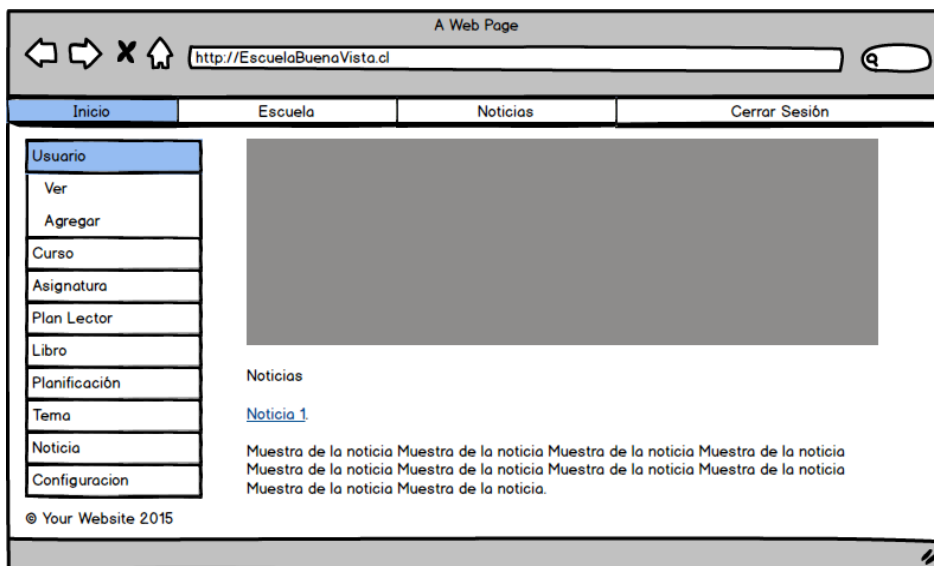 A Web Page
http://EscuelaBuenaVista.cl
Inicio
Escuela
Noticias
Cerrar Sesión
Usuario
Ver
Agregar
Curso
Asignatura
Plan Lector
Libro
Planificación
Tema
Noticia
Configuracion
© Your Website 2015
Noticias
Noticia 1.
Muestra de la noticia Muestra de la noticia Muestra de la noticia Muestra de la noticia
Muestra de la noticia Muestra de la noticia Muestra de la noticia Muestra de la noticia
Muestra de la noticia Muestra de la noticia.